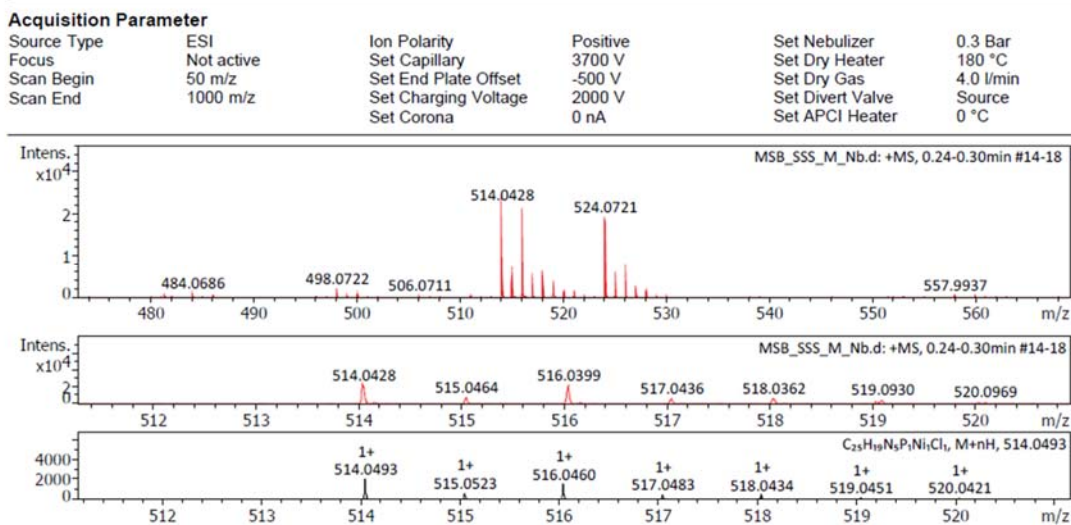 Acquisition Parameter
Source Type ESI Ion Polarity Positive Set Nebulizer 0.3 Bar
Focus Not active Set Capillary 3700 V Set Dry Heater 180 °C
Scan Begin 50 m/z Set End Plate Offset -500 V Set Dry Gas 4.0 l/min
Scan End 1000 m/z Set Charging Voltage 2000 V Set Divert Valve Source
Set Corona 0 nA Set APCI Heater 0 °C
Intens. MSB_SSS_M_Nb.d: +MS, 0.24-0.30min #14-18
x10⁴
514.0428 524.0721
2
1
484.0686 498.0722 506.0711 557.9937
0
480 490 500 510 520 530 540 550 560 m/z
Intens. MSB_SSS_M_Nb.d: +MS, 0.24-0.30min #14-18
x10⁴
514.0428 515.0464 516.0399 517.0436 518.0362 519.0930 520.0969
2
0
512 513 514 515 516 517 518 519 520 m/z
C₂₅H₁₉N₅P₁Ni₁Cl₁, M+nH, 514.0493
1+ 1+ 1+ 1+ 1+ 1+ 1+
4000 514.0493 515.0523 516.0460 517.0483 518.0434 519.0451 520.0421
2000
0
512 513 514 515 516 517 518 519 520 m/z